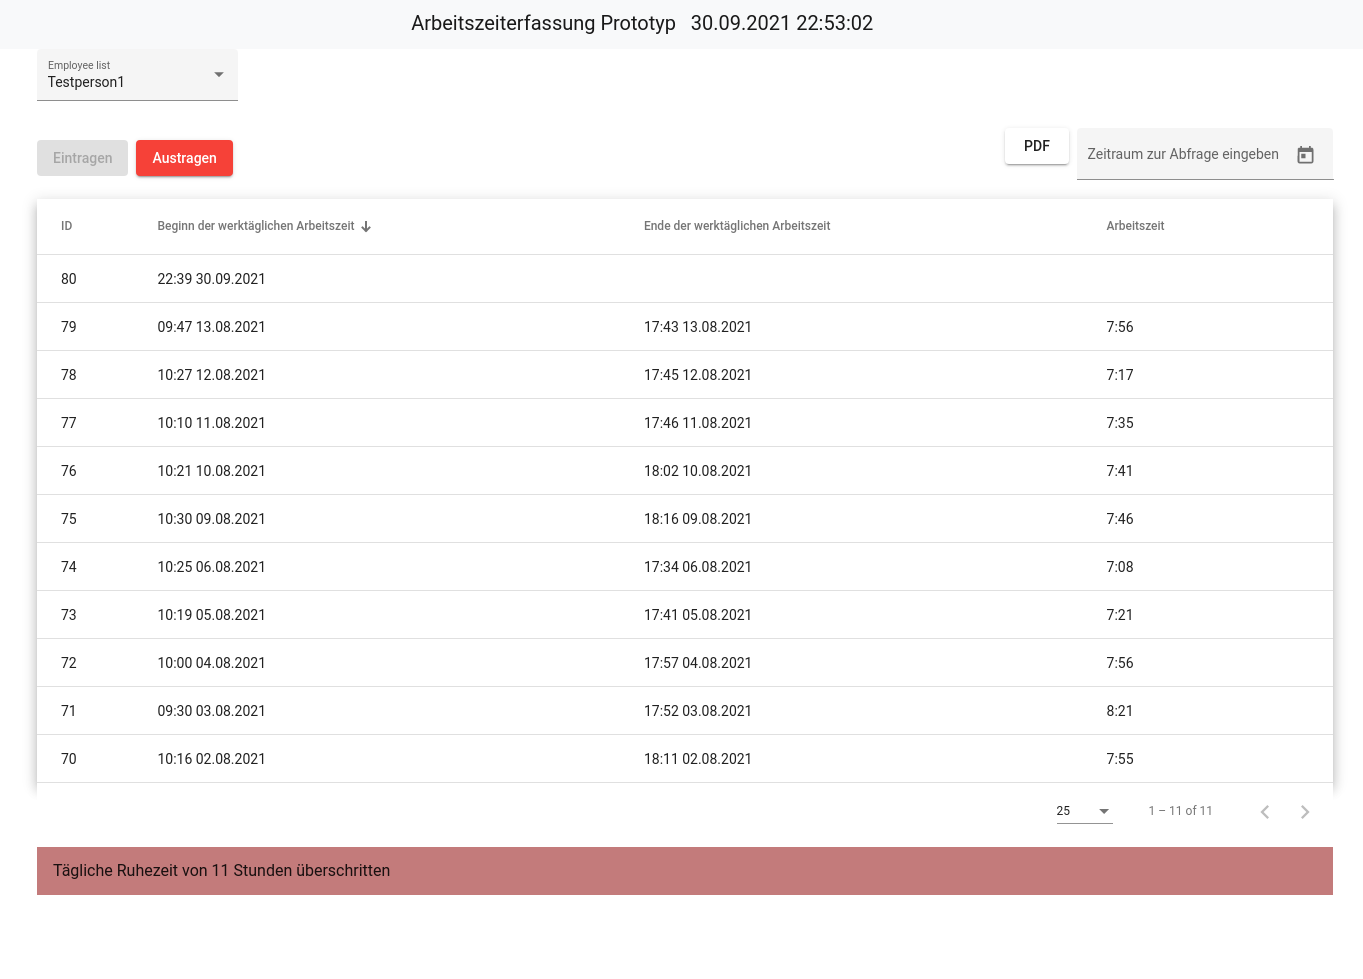 Arbeitszeiterfassung Prototyp 30.09.2021 22:53:02
Employee list
Testperson1
Eintragen Austragen PDF Zeitraum zur Abfrage eingeben
ID Beginn der werktäglichen Arbeitszeit Ende der werktäglichen Arbeitszeit Arbeitszeit
80 22:39 30.09.2021
79 09:47 13.08.2021 17:43 13.08.2021 7:56
78 10:27 12.08.2021 17:45 12.08.2021 7:17
77 10:10 11.08.2021 17:46 11.08.2021 7:35
76 10:21 10.08.2021 18:02 10.08.2021 7:41
75 10:30 09.08.2021 18:16 09.08.2021 7:46
74 10:25 06.08.2021 17:34 06.08.2021 7:08
73 10:19 05.08.2021 17:41 05.08.2021 7:21
72 10:00 04.08.2021 17:57 04.08.2021 7:56
71 09:30 03.08.2021 17:52 03.08.2021 8:21
70 10:16 02.08.2021 18:11 02.08.2021 7:55
25 1 – 11 of 11
Tägliche Ruhezeit von 11 Stunden überschritten